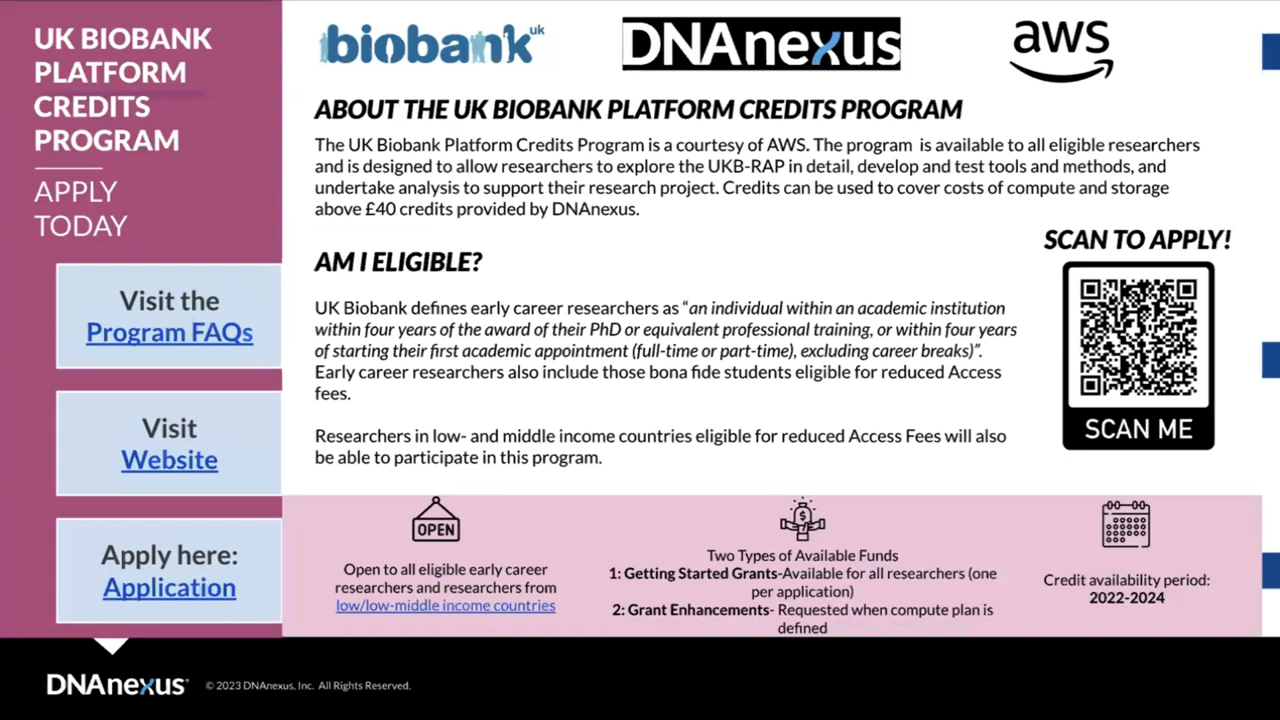 UK BIOBANK
PLATFORM
CREDITS
PROGRAM
APPLY
TODAY
Visit the
Program FAQs
Visit
Website
Apply here:
Application
biobank uk
DNAnexus
aws
ABOUT THE UK BIOBANK PLATFORM CREDITS PROGRAM
The UK Biobank Platform Credits Program is a courtesy of AWS. The program is available to all eligible researchers
and is designed to allow researchers to explore the UKB-RAP in detail, develop and test tools and methods, and
undertake analysis to support their research project. Credits can be used to cover costs of compute and storage
above £40 credits provided by DNAnexus.
AM I ELIGIBLE?
UK Biobank defines early career researchers as “an individual within an academic institution
within four years of the award of their PhD or equivalent professional training, or within four years
of starting their first academic appointment (full-time or part-time), excluding career breaks)”.
Early career researchers also include those bona fide students eligible for reduced Access
fees.
Researchers in low- and middle income countries eligible for reduced Access Fees will also
be able to participate in this program.
SCAN TO APPLY!
SCAN ME
OPEN
Open to all eligible early career
researchers and researchers from
low/low-middle income countries
$
Two Types of Available Funds
1: Getting Started Grants-Available for all researchers (one
per application)
2: Grant Enhancements- Requested when compute plan is
defined
Credit availability period:
2022-2024
DNAnexus
© 2023 DNAnexus, Inc. All Rights Reserved.